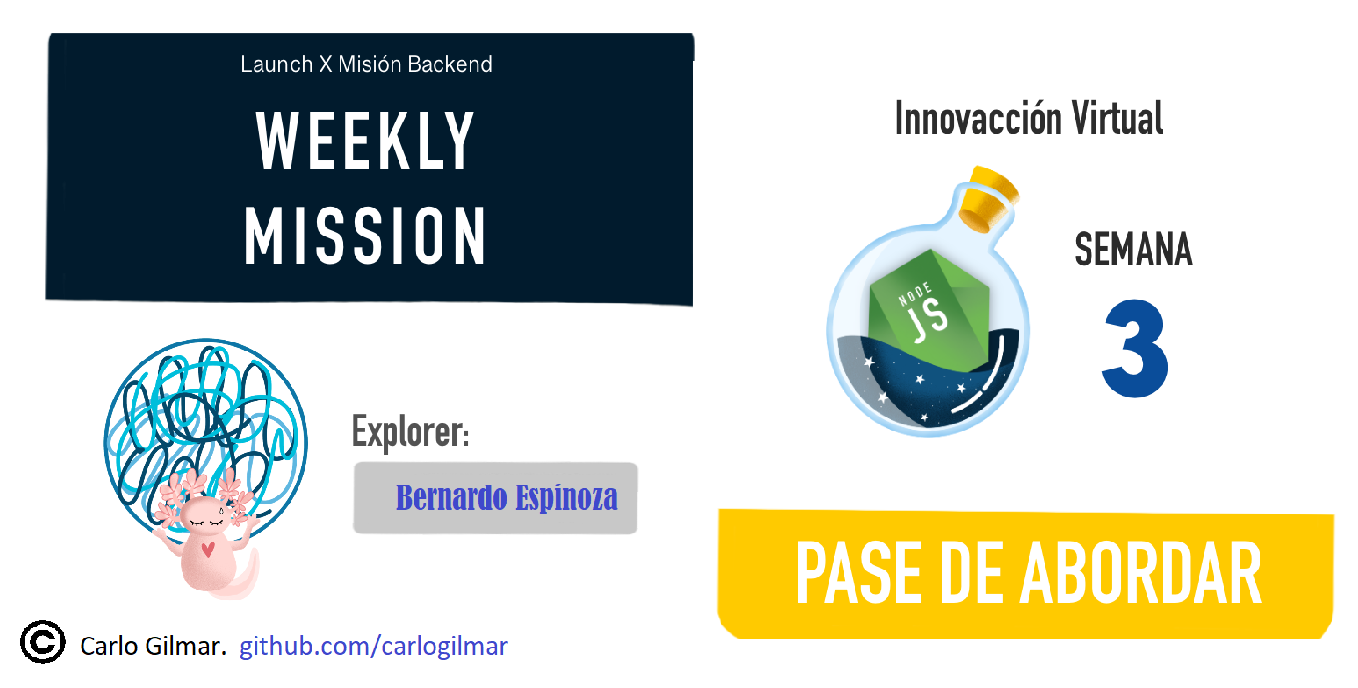 Launch X Misión Backend
WEEKLY
MISSION
Explorer:
Bernardo Espinoza
© Carlo Gilmar. github.com/carlogilmar
Innovacción Virtual
NODE
JS
SEMANA
3
PASE DE ABORDAR